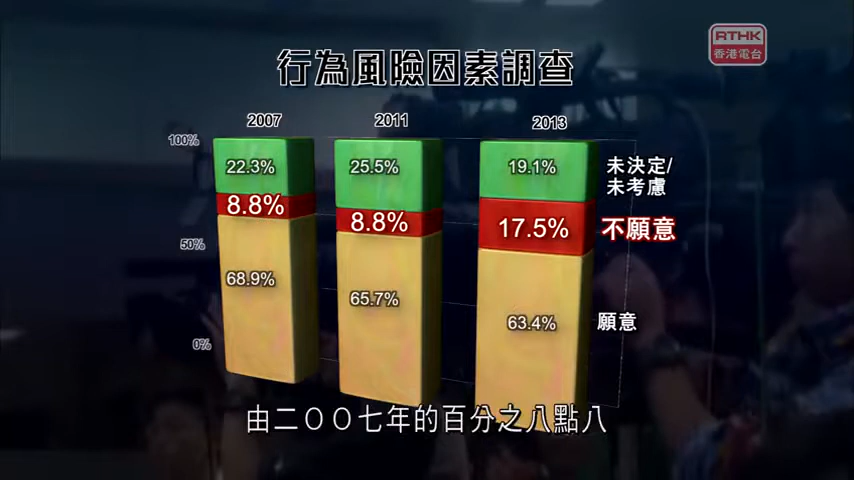 RTHK
香港電台
行為風險因素調查
2007
2011
2013
100%
22.3%
25.5%
19.1%
未決定/
未考慮
8.8%
8.8%
17.5%
不願意
50%
68.9%
65.7%
63.4%
願意
0%
由二○○七年的百分之八點八